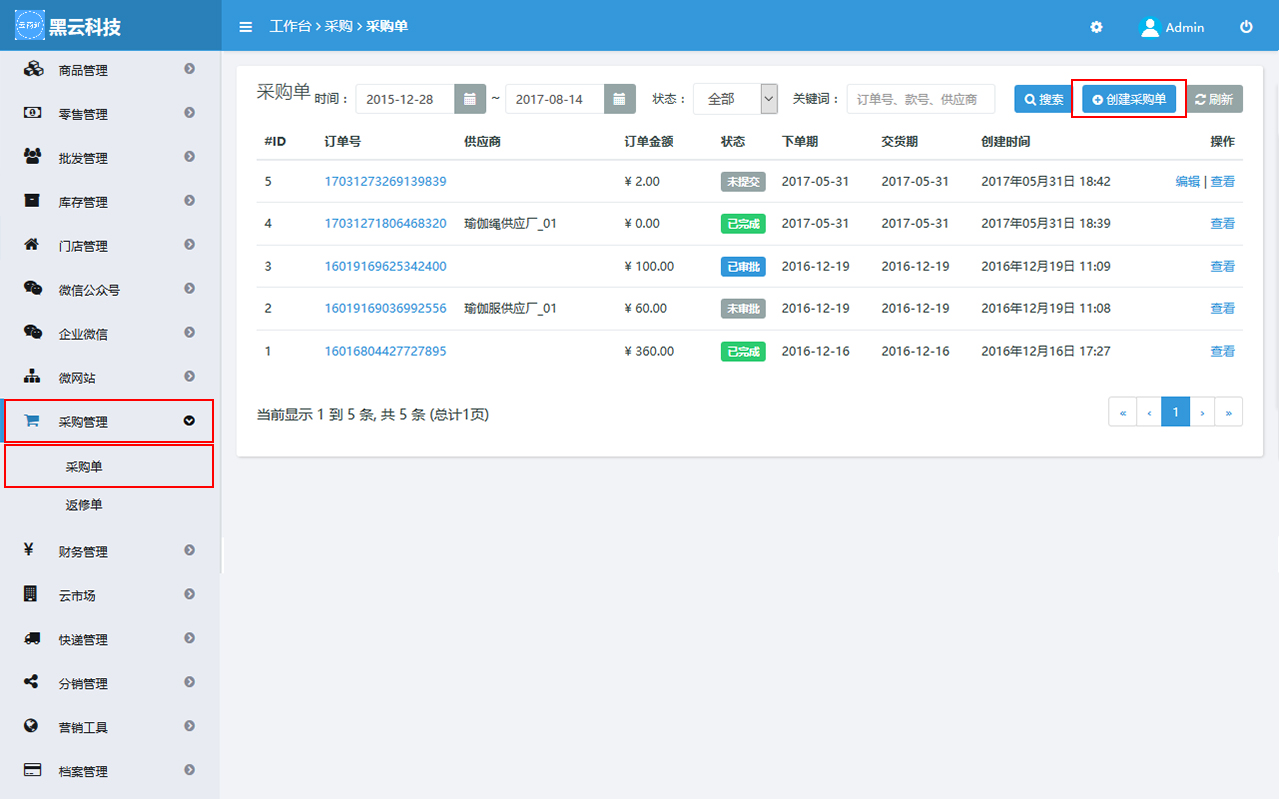 黑云科技
工作台 > 采购 > 采购单
Admin
商品管理
零售管理
批发管理
库存管理
门店管理
微信公众号
企业微信
微网站
采购管理
采购单
返修单
¥ 财务管理
云市场
快递管理
分销管理
营销工具
档案管理
采购单 时间： 2015-12-28 ~ 2017-08-14 状态： 全部 关键词： 订单号、款号、供应商 搜索 创建采购单 刷新
#ID 订单号 供应商 订单金额 状态 下单期 交货期 创建时间 操作
5 17031273269139839 ¥ 2.00 未提交 2017-05-31 2017-05-31 2017年05月31日 18:42 编辑 | 查看
4 17031271806468320 瑜伽绳供应厂_01 ¥ 0.00 已完成 2017-05-31 2017-05-31 2017年05月31日 18:39 查看
3 16019169625342400 ¥ 100.00 已审批 2016-12-19 2016-12-19 2016年12月19日 11:09 查看
2 16019169036992556 瑜伽服供应厂_01 ¥ 60.00 未审批 2016-12-19 2016-12-19 2016年12月19日 11:08 查看
1 16016804427727895 ¥ 360.00 已完成 2016-12-16 2016-12-16 2016年12月16日 17:27 查看
当前显示 1 到 5 条, 共 5 条 (总计1页)
« ‹ 1 › »